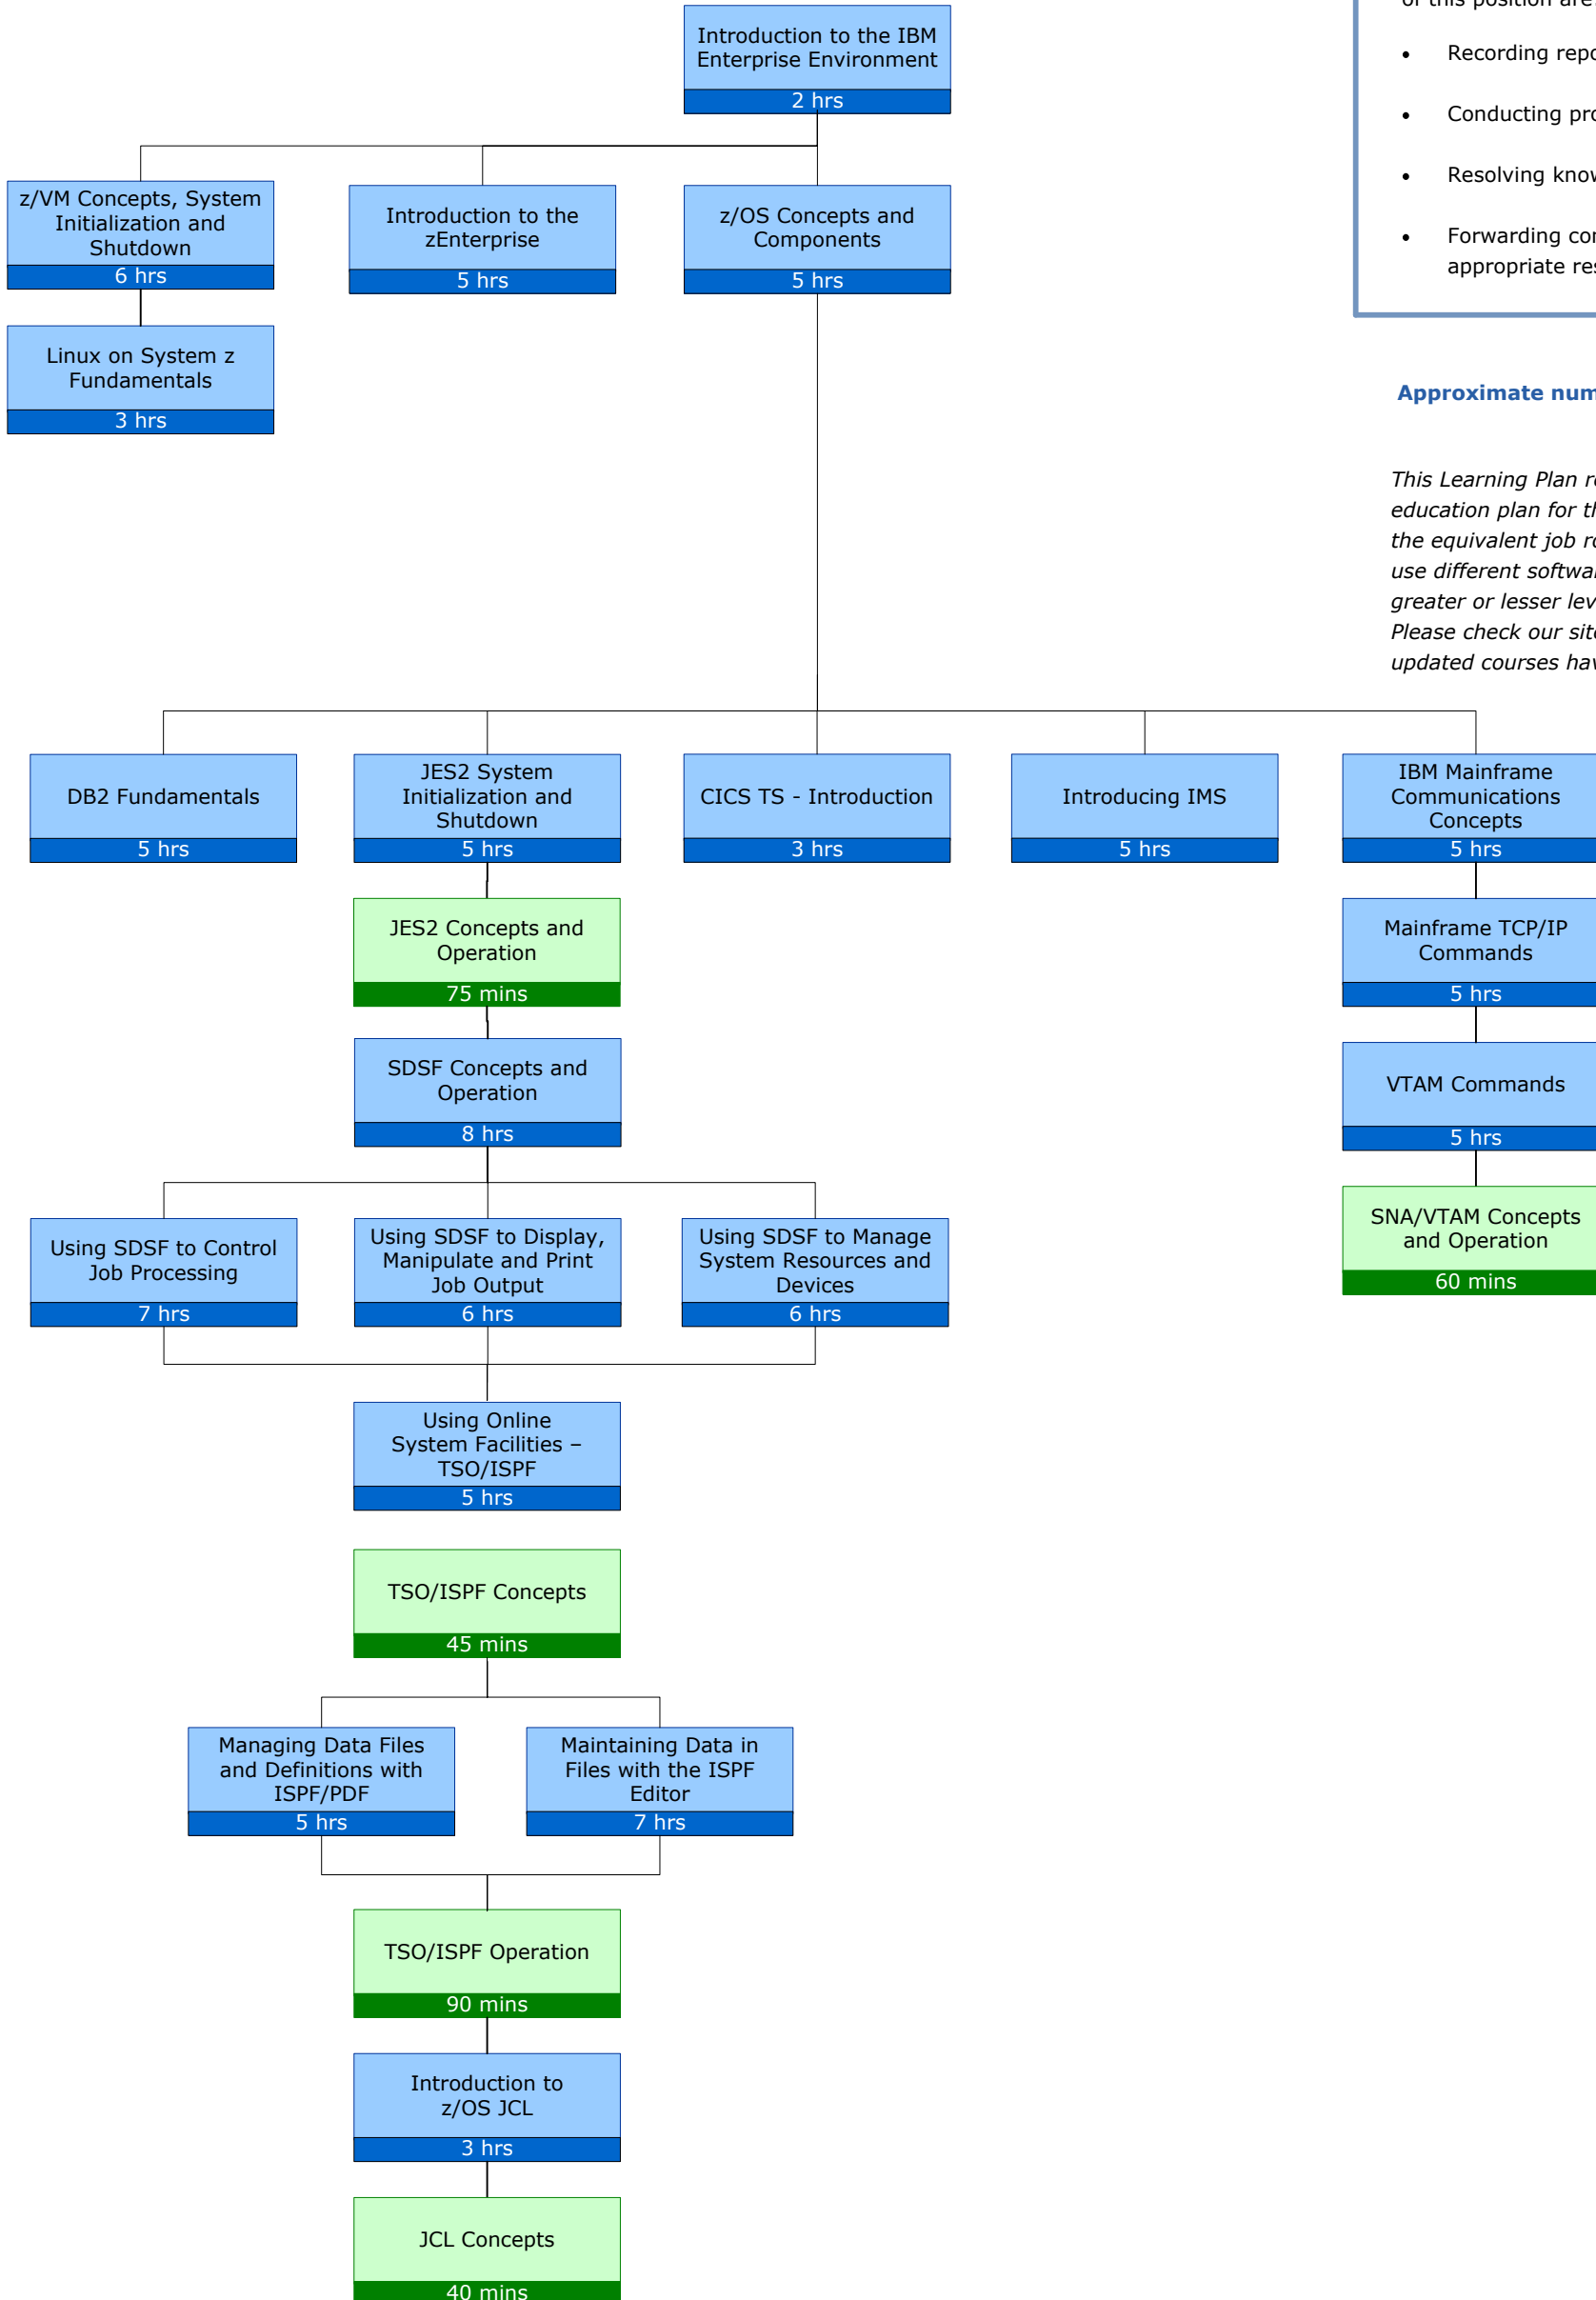 Introduction to the IBM
Enterprise Environment
2 hrs
z/VM Concepts, System
Initialization and
Shutdown
6 hrs
Introduction to the
zEnterprise
5 hrs
z/OS Concepts and
Components
5 hrs
Linux on System z
Fundamentals
3 hrs
of this position are
• Recording
• Conducting
• Resolving
• Forwarding
appropriate
Approximate
This Learning Plan
education plan for
the equivalent job
use different
greater or lesser
Please check our
updated courses
DB2 Fundamentals
5 hrs
JES2 System
Initialization and
Shutdown
5 hrs
CICS TS - Introduction
3 hrs
Introducing IMS
5 hrs
IBM Mainframe
Communications
Concepts
5 hrs
JES2 Concepts and
Operation
75 mins
Mainframe TCP/IP
Commands
5 hrs
SDSF Concepts and
Operation
8 hrs
VTAM Commands
5 hrs
Using SDSF to Control
Job Processing
7 hrs
Using SDSF to Display,
Manipulate and Print
Job Output
6 hrs
Using SDSF to Manage
System Resources and
Devices
6 hrs
SNA/VTAM Concepts
and Operation
60 mins
Using Online
System Facilities –
TSO/ISPF
5 hrs
TSO/ISPF Concepts
45 mins
Managing Data Files
and Definitions with
ISPF/PDF
5 hrs
Maintaining Data in
Files with the ISPF
Editor
7 hrs
TSO/ISPF Operation
90 mins
Introduction to
z/OS JCL
3 hrs
JCL Concepts
40 mins